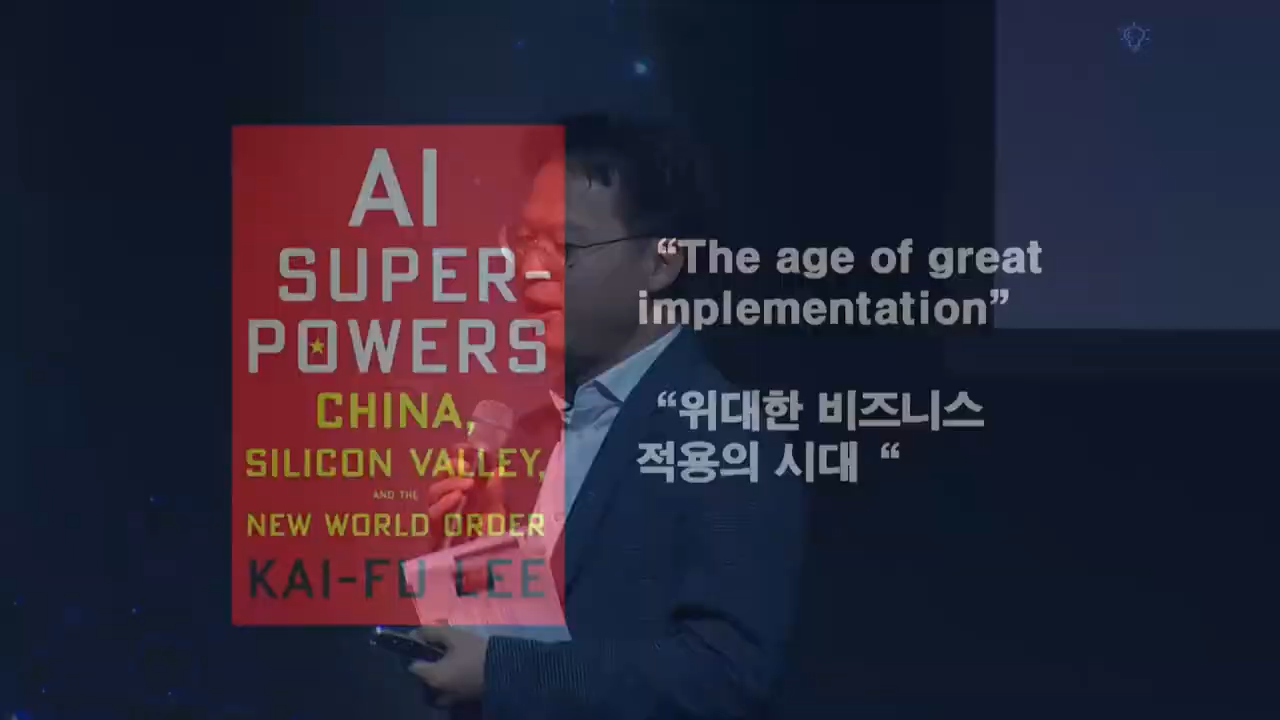 AI
SUPER-
POWERS
CHINA,
SILICON VALLEY,
AND THE
NEW WORLD ORDER
KAI-FU LEE
“The age of great
implementation”
“위대한 비즈니스
적용의 시대 “